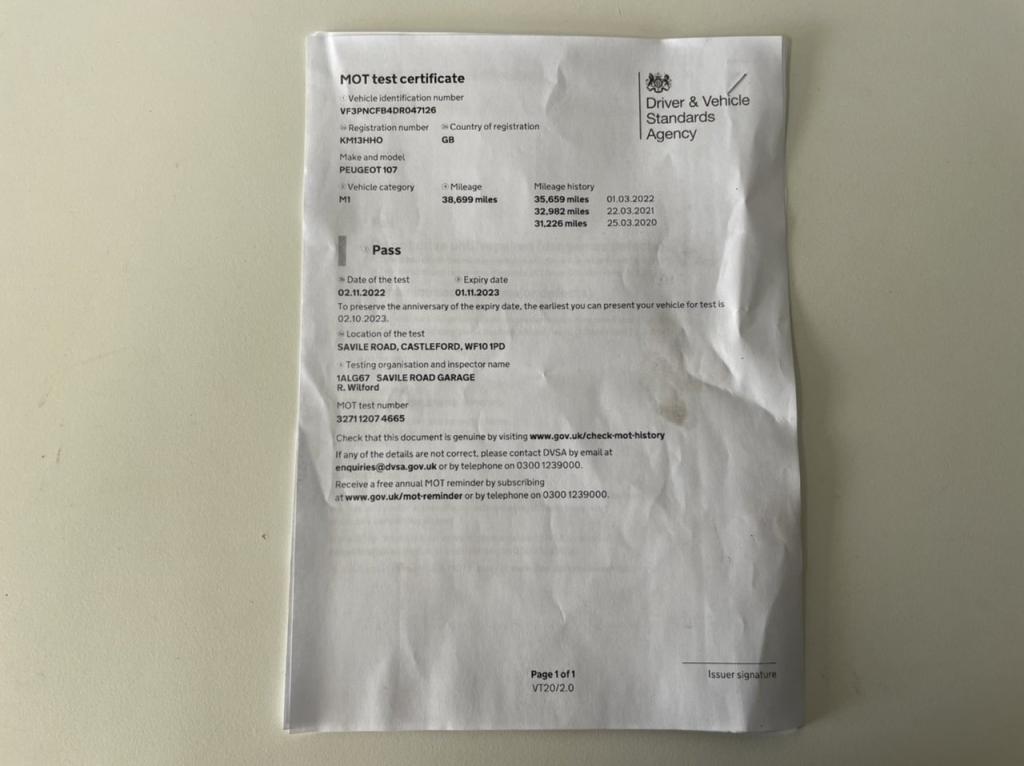 MOT test certificate
Vehicle identification number
VF3PNCFB4DR047126
Registration number Country of registration
KM13HHO GB
Make and model
PEUGEOT 107
Vehicle category Mileage Mileage history
M1 38,699 miles 35,659 miles 01.03.2022
32,982 miles 22.03.2021
31,226 miles 25.03.2020
Pass
Date of the test Expiry date
02.11.2022 01.11.2023
To preserve the anniversary of the expiry date, the earliest you can present your vehicle for test is
02.10.2023.
Location of the test
SAVILE ROAD, CASTLEFORD, WF10 1PD
Testing organisation and inspector name
1ALG67 SAVILE ROAD GARAGE
R. Wilford
MOT test number
3271 1207 4665
Check that this document is genuine by visiting www.gov.uk/check-mot-history
If any of the details are not correct, please contact DVSA by email at
enquiries@dvsa.gov.uk or by telephone on 0300 1239000.
Receive a free annual MOT reminder by subscribing
at www.gov.uk/mot-reminder or by telephone on 0300 1239000.
Driver & Vehicle
Standards
Agency
Page 1 of 1
VT20/2.0
Issuer signature